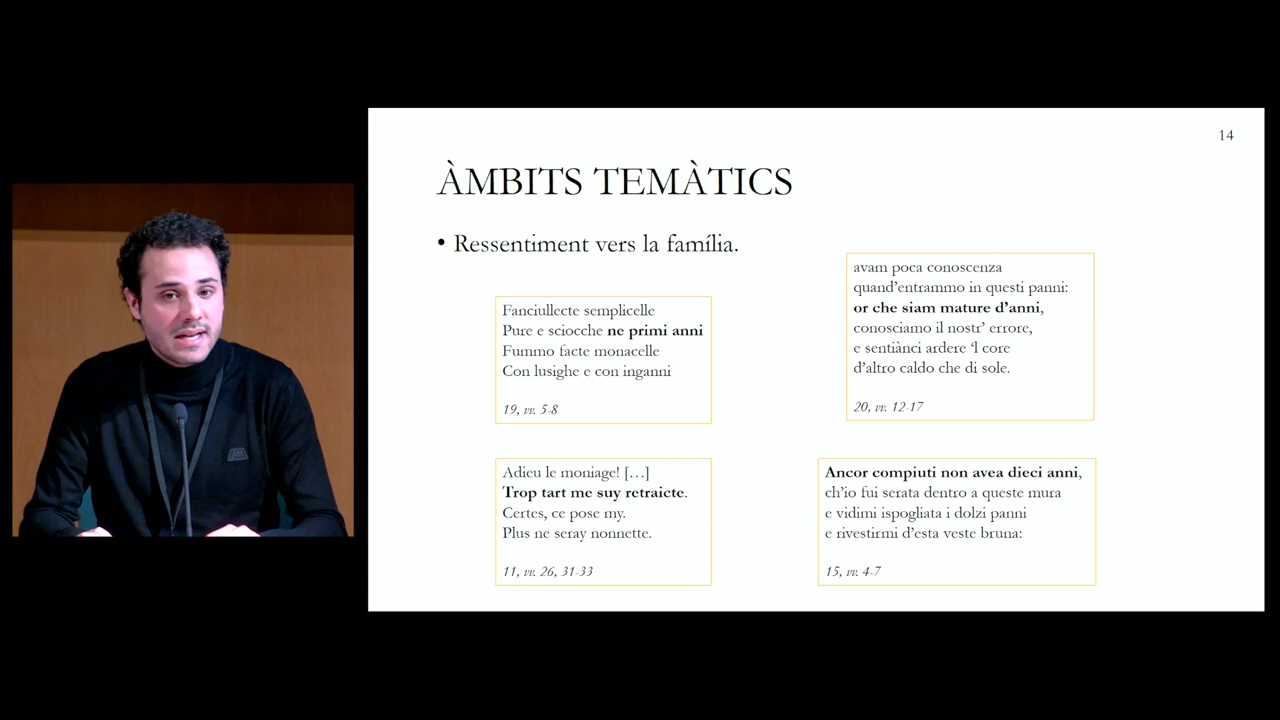 14
ÀMBITS TEMÀTICS
• Ressentiment vers la família.
Fanciullecte semplicelle
Pure e sciocche ne primi anni
Fummo facte monacelle
Con lusighe e con inganni
19, vv. 5-8
avam poca conoscenza
quand’entrammo in questi panni:
or che siam mature d’anni,
conosciamo il nostr’ errore,
e sentiànci ardere ‘l core
d’altro caldo che di sole.
20, vv. 12-17
Adieu le moniage! […]
Trop tart me suy retraicte.
Certes, ce pose my.
Plus ne seray nonnette.
11, vv. 26, 31-33
Ancor compiuti non avea dieci anni,
ch’io fui serata dentro a queste mura
e vidimi ispogliata i dolzi panni
e rivestirmi d’esta veste bruna:
15, vv. 4-7